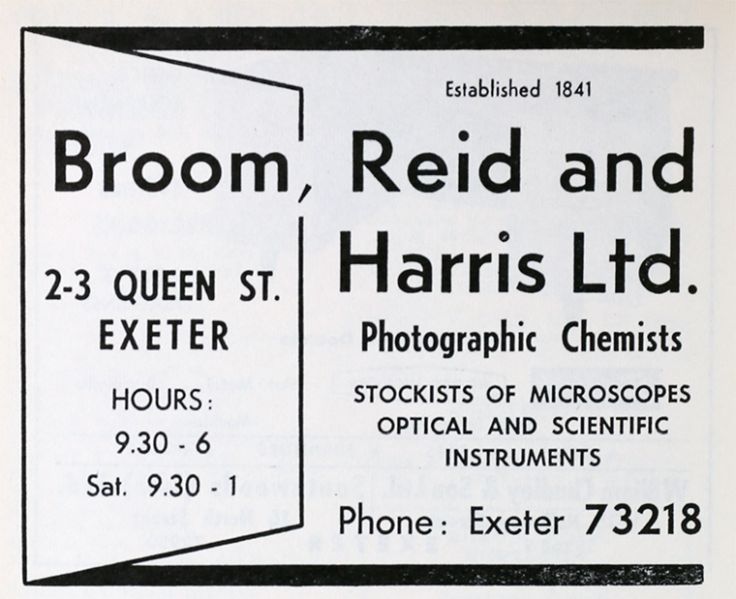 Established 1841
Broom, Reid and
Harris Ltd.
2-3 QUEEN ST.
EXETER
HOURS:
9.30 - 6
Sat. 9.30 - 1
Photographic Chemists
STOCKISTS OF MICROSCOPES
OPTICAL AND SCIENTIFIC
INSTRUMENTS
Phone: Exeter 73218